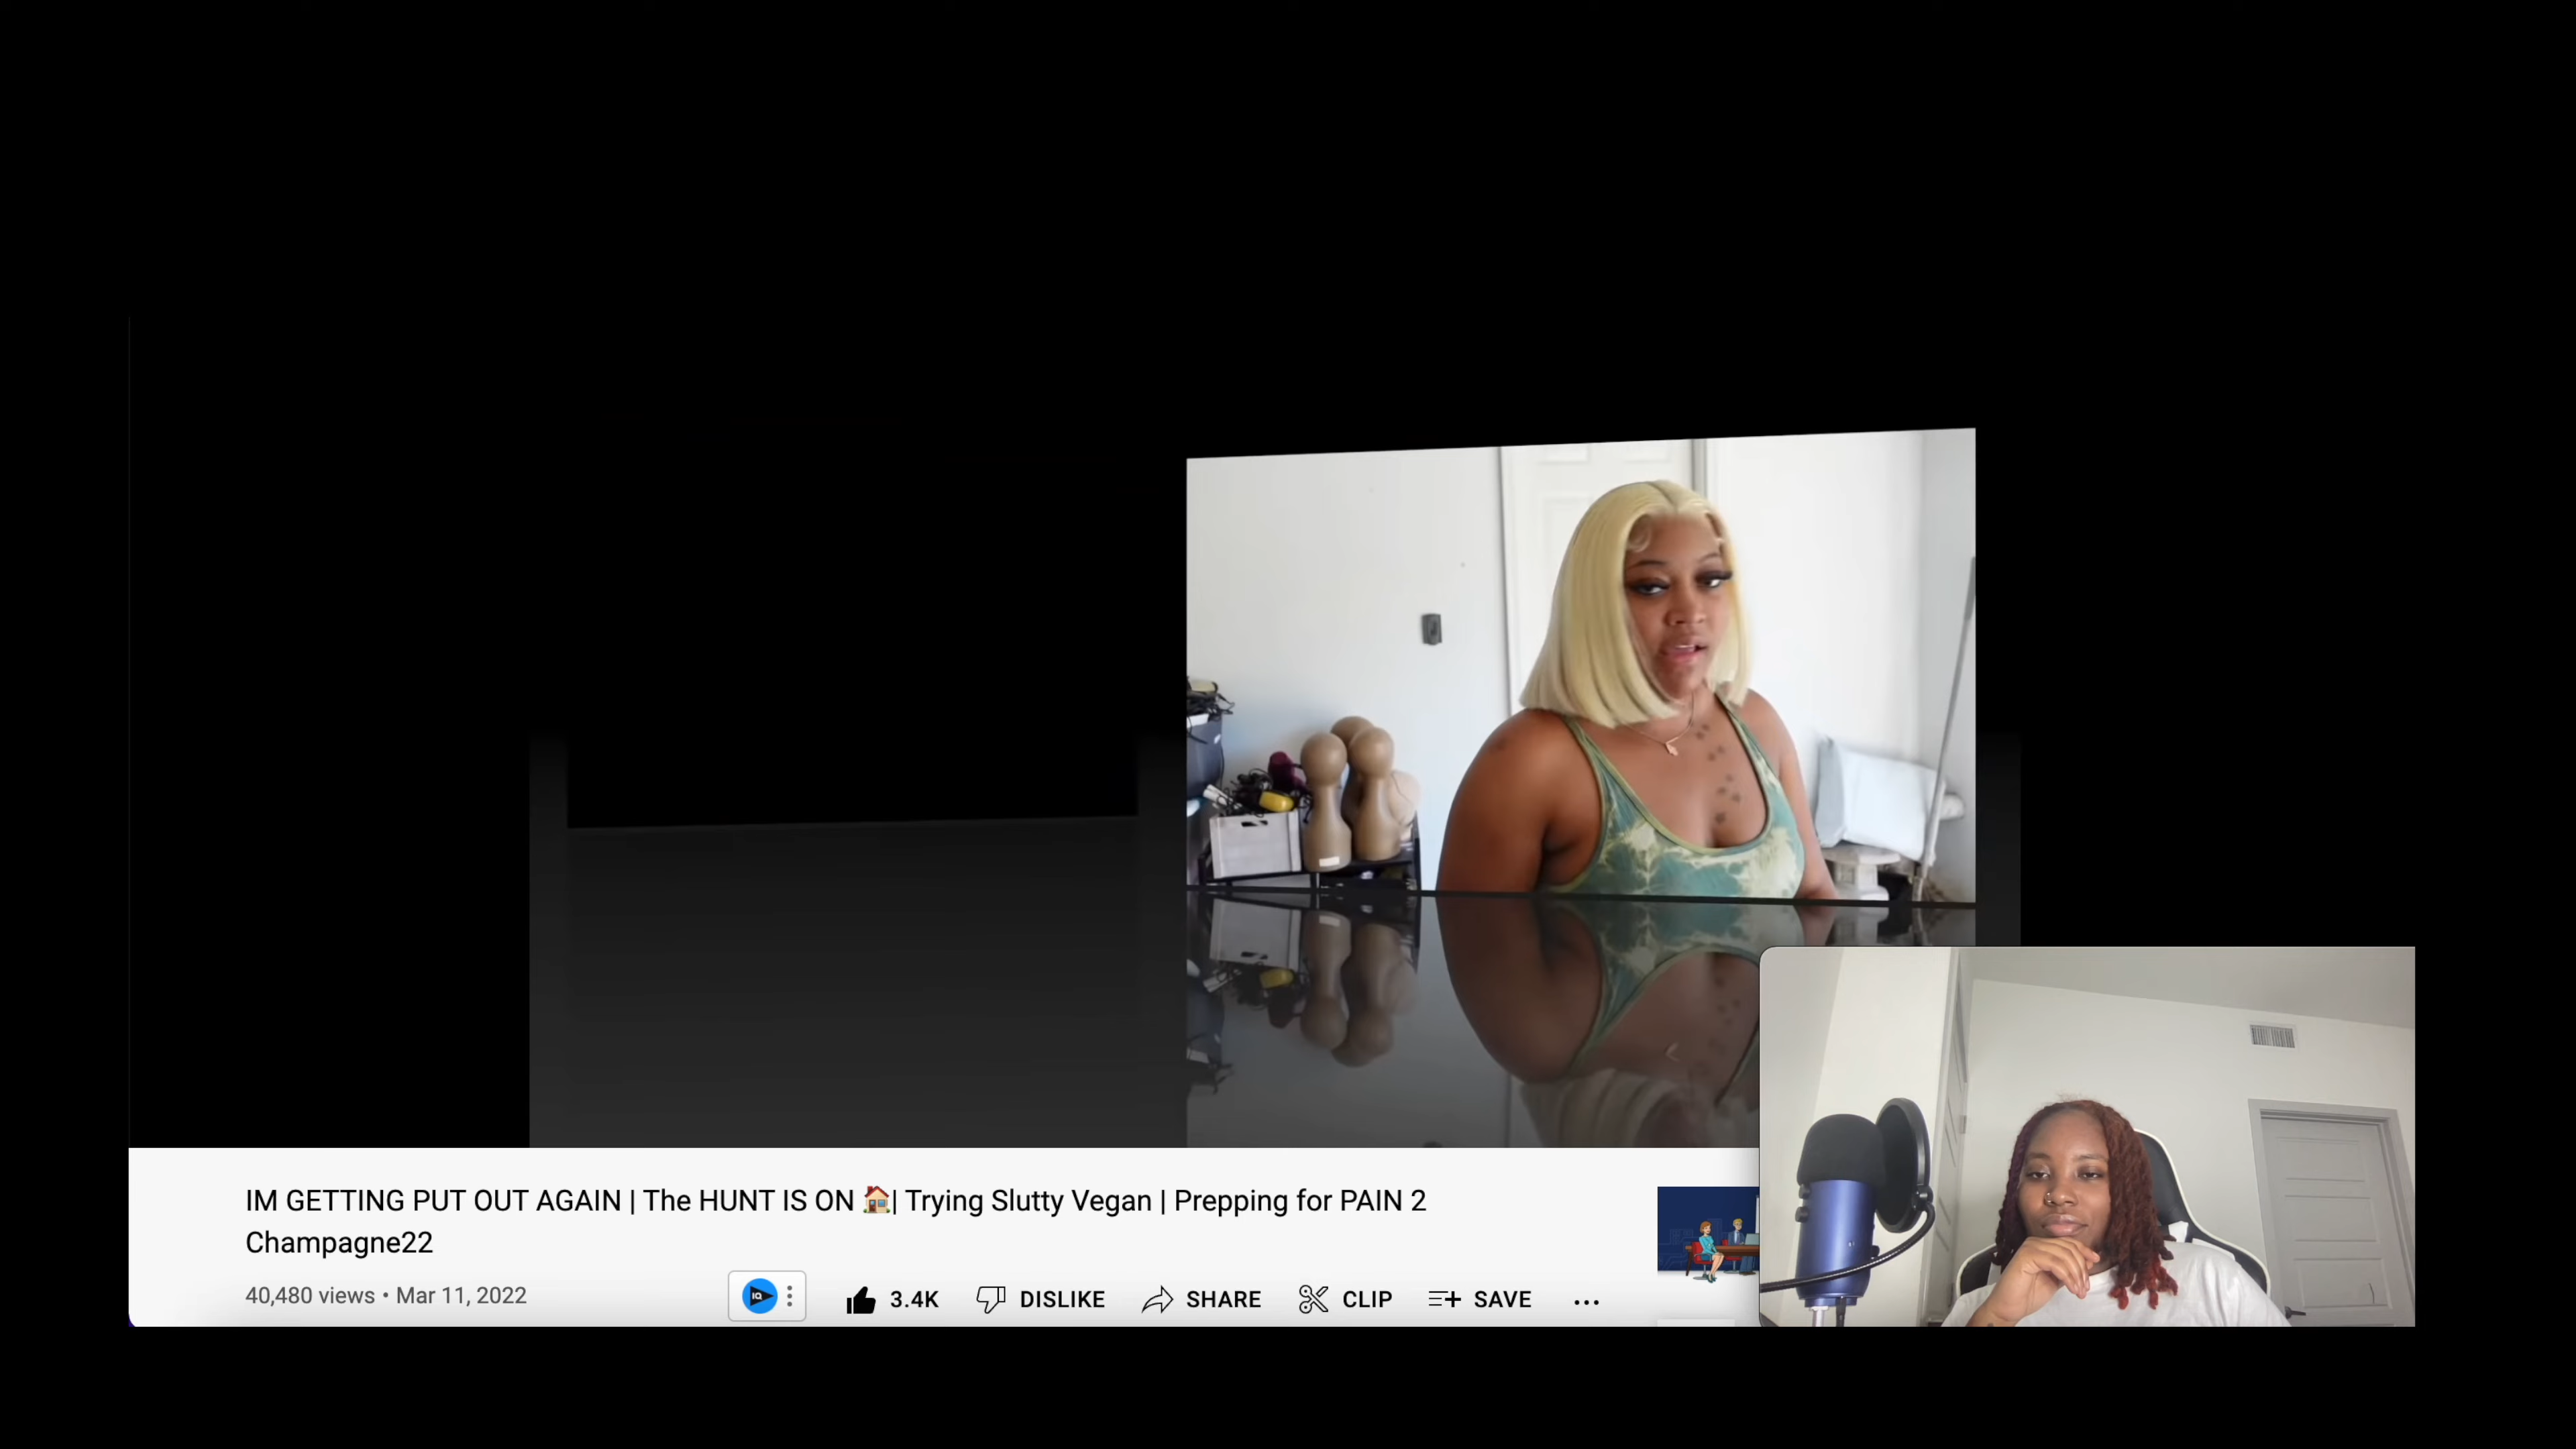 IM GETTING PUT OUT AGAIN | The HUNT IS ON 🏠| Trying Slutty Vegan | Prepping for PAIN 2
Champagne22
40,480 views • Mar 11, 2022
IQ
3.4K
DISLIKE
SHARE
CLIP
SAVE